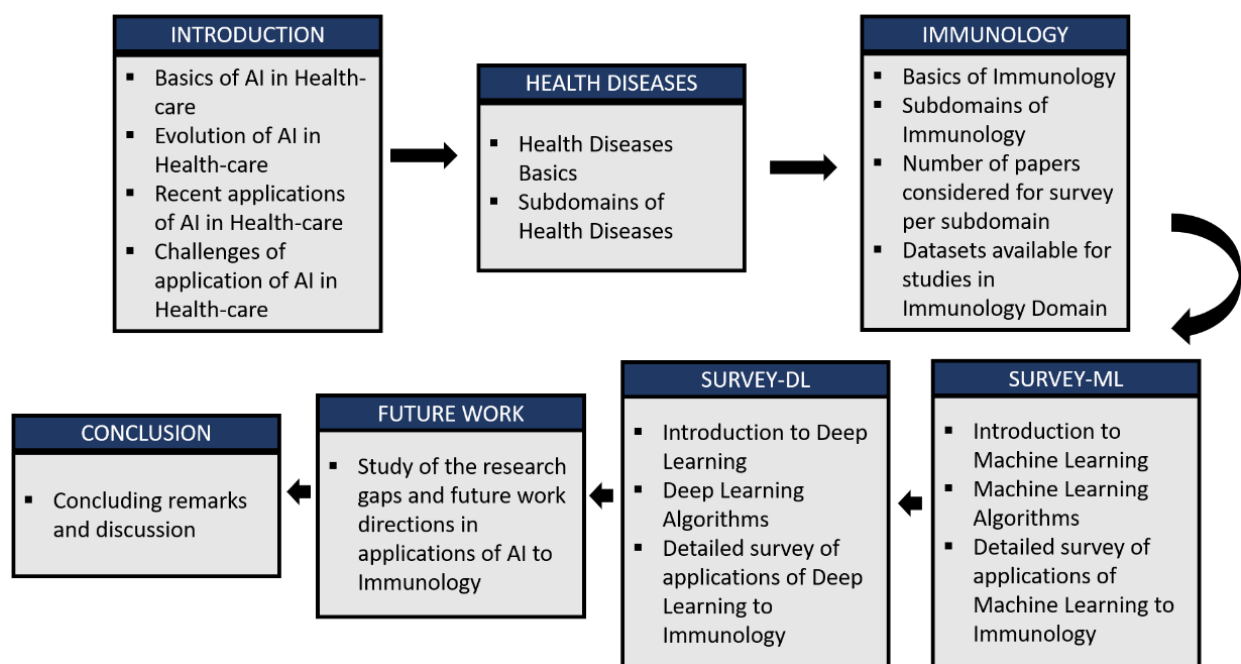 INTRODUCTION
▪ Basics of AI in Health-
care
▪ Evolution of AI in
Health-care
▪ Recent applications
of AI in Health-care
▪ Challenges of
application of AI in
Health-care
HEALTH DISEASES
▪ Health Diseases
Basics
▪ Subdomains of
Health Diseases
IMMUNOLOGY
▪ Basics of Immunology
▪ Subdomains of
Immunology
▪ Number of papers
considered for survey
per subdomain
▪ Datasets available for
studies in
Immunology Domain
SURVEY-ML
▪ Introduction to
Machine Learning
▪ Machine Learning
Algorithms
▪ Detailed survey of
applications of
Machine Learning to
Immunology
SURVEY-DL
▪ Introduction to Deep
Learning
▪ Deep Learning
Algorithms
▪ Detailed survey of
applications of Deep
Learning to
Immunology
FUTURE WORK
▪ Study of the research
gaps and future work
directions in
applications of AI to
Immunology
CONCLUSION
▪ Concluding remarks
and discussion